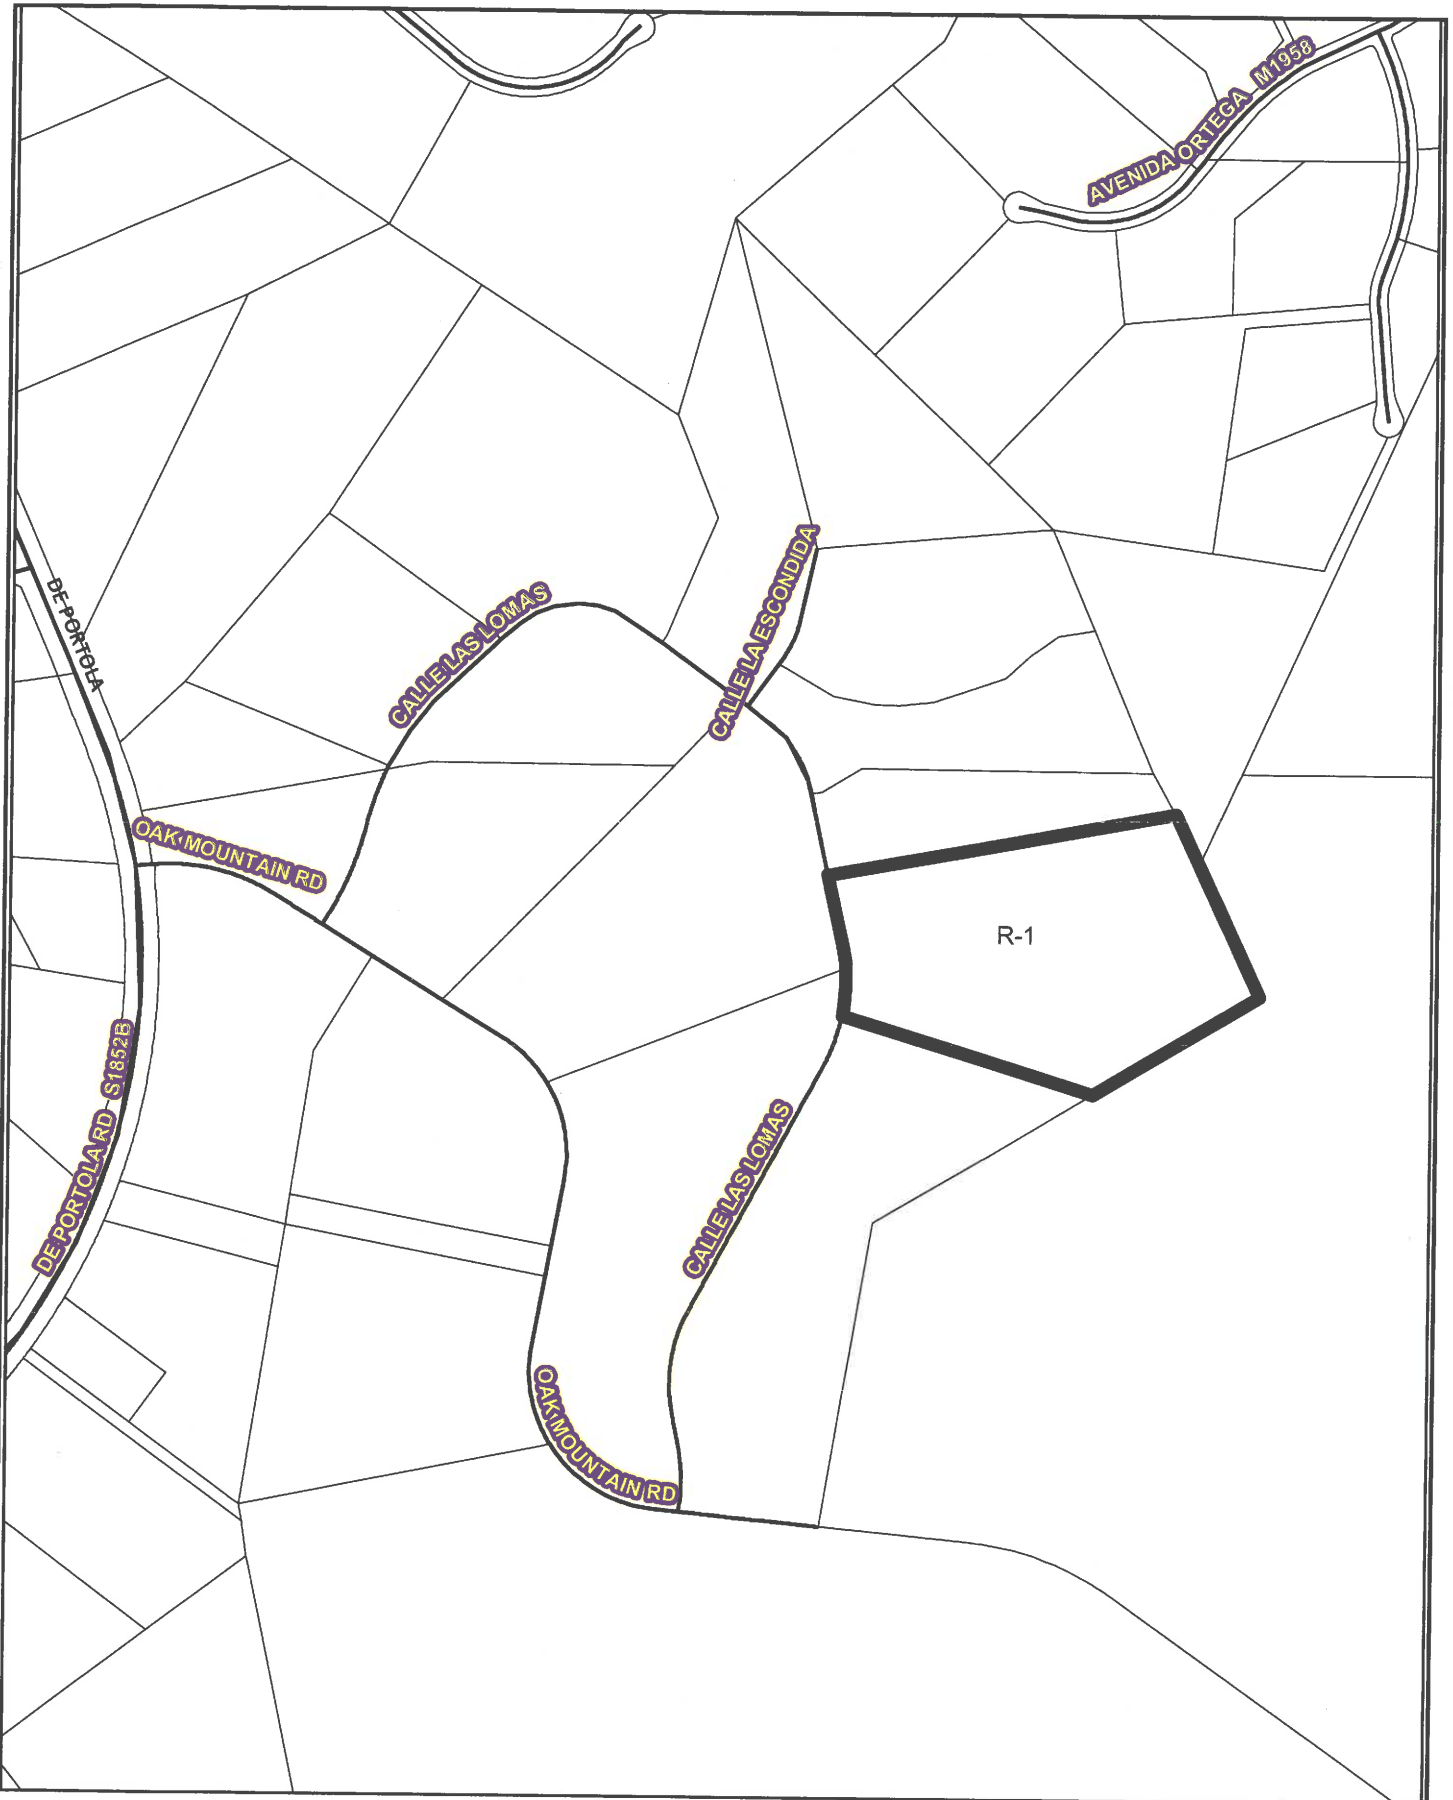 AVENIDA ORTEGA M1958
CALLE LA ESCONDIDA
DE PORTOLA
CALLE LAS LOMAS
OAK MOUNTAIN RD
R-1
DE PORTOLA RD S1852B
CALLE LAS LOMAS
OAK MOUNTAIN RD